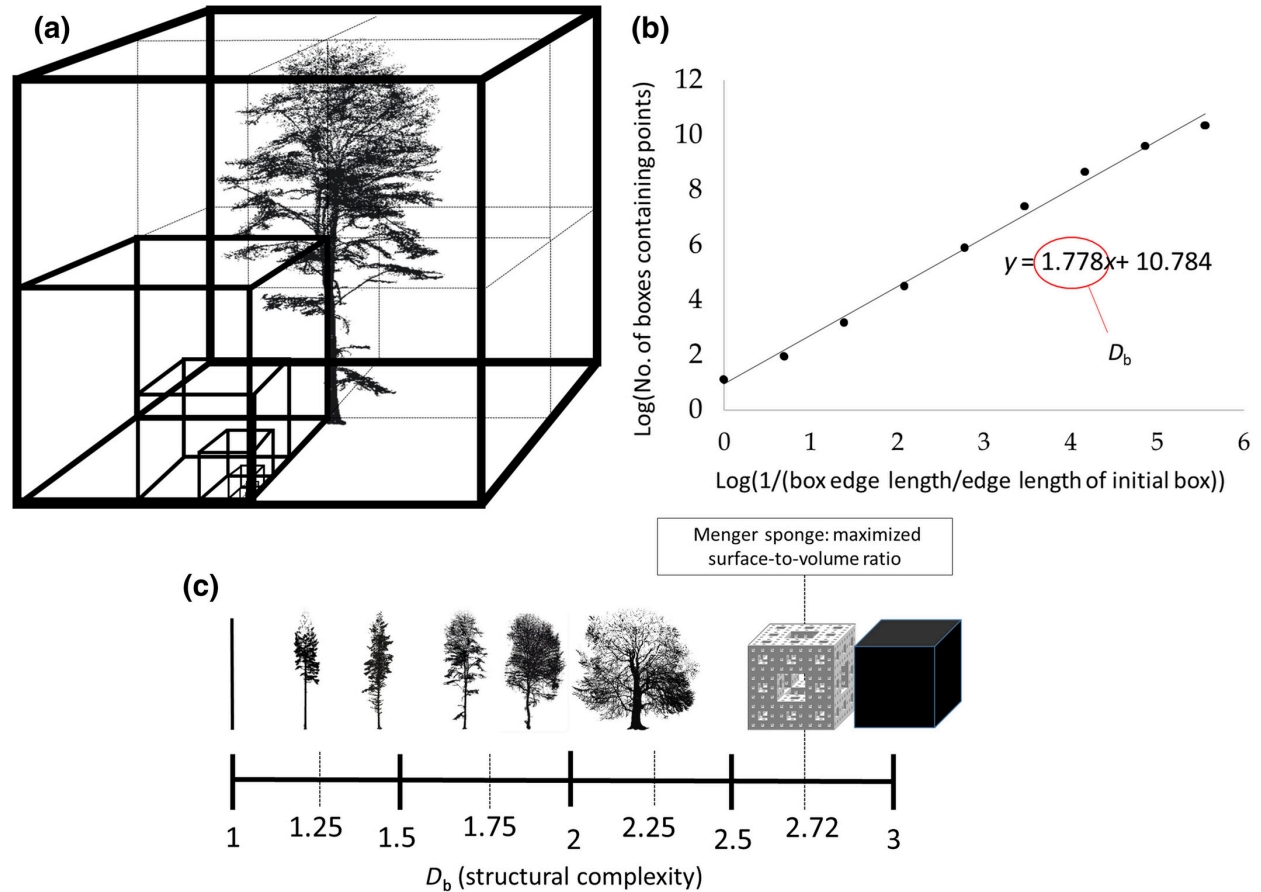 (a)
(b)
12
10
8
6
4
2
0
Log(No. of boxes containing points)
y = 1.778x + 10.784
D_b
0 1 2 3 4 5 6
Log(1/(box edge length/edge length of initial box))
Menger sponge: maximized
surface-to-volume ratio
(c)
1 1.25 1.5 1.75 2 2.25 2.5 2.72 3
D_b (structural complexity)